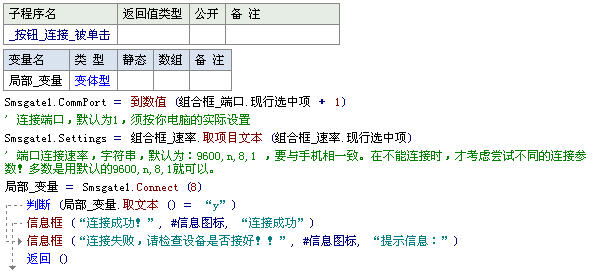 子程序名 返回值类型 公开 备 注
_按钮_连接_被单击
变量名 类 型 静态 数组 备 注
局部_变量 变体型
Smsgate1.CommPort = 到数值 (组合框_端口.现行选中项 + 1)
' 连接端口，默认为1，须按你电脑的实际设置
Smsgate1.Settings = 组合框_速率.取项目文本 (组合框_速率.现行选中项)
' 端口连接速率，字符串，默认为：9600,n,8,1 ，要与手机相一致。在不能连接时，才考虑尝试不同的连接参
数！多数是用默认的9600,n,8,1就可以。
局部_变量 = Smsgate1.Connect (8)
判断 (局部_变量.取文本 () = “y”)
信息框 (“连接成功！”, #信息图标, “连接成功”)
信息框 (“连接失败，请检查设备是否接好！！”, #信息图标, “提示信息：”)
返回 ()